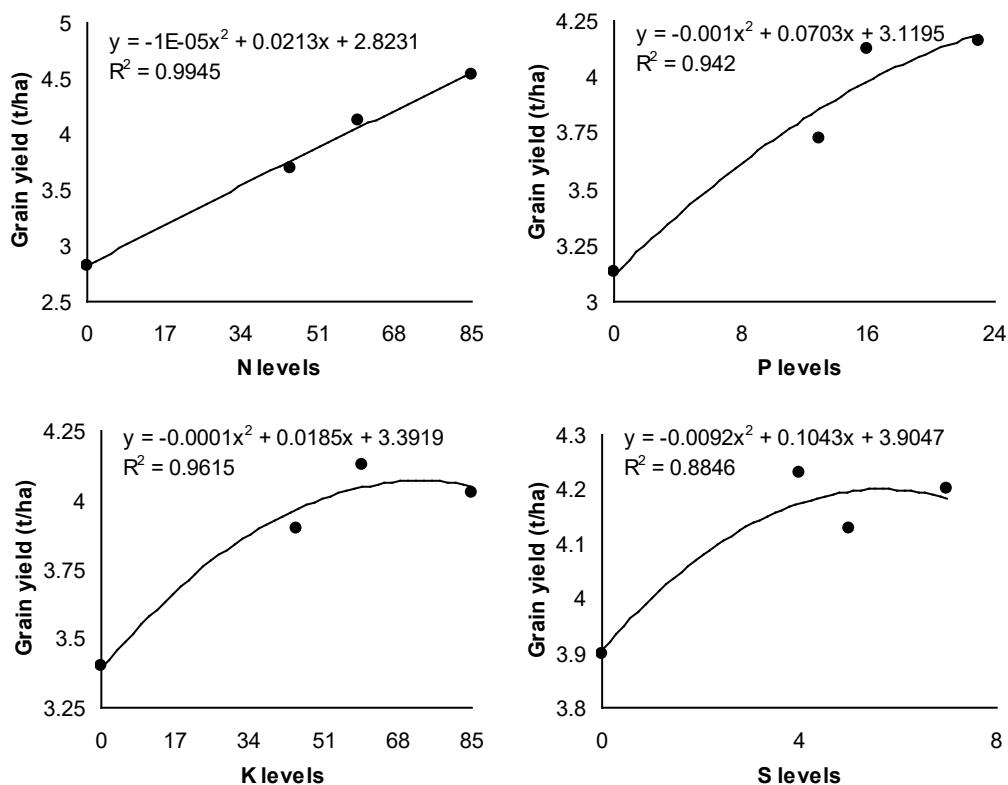 y = -1E-05x² + 0.0213x + 2.8231
R² = 0.9945
5
4.5
4
3.5
3
2.5
Grain yield (t/ha)
0 17 34 51 68 85
N levels
y = -0.001x² + 0.0703x + 3.1195
R² = 0.942
4.25
4
3.75
3.5
3.25
3
Grain yield (t/ha)
0 8 16 24
P levels
y = -0.0001x² + 0.0185x + 3.3919
R² = 0.9615
4.25
4
3.75
3.5
3.25
Grain yield (t/ha)
0 17 34 51 68 85
K levels
y = -0.0092x² + 0.1043x + 3.9047
R² = 0.8846
4.3
4.2
4.1
4
3.9
3.8
Grain yield (t/ha)
0 4 8
S levels